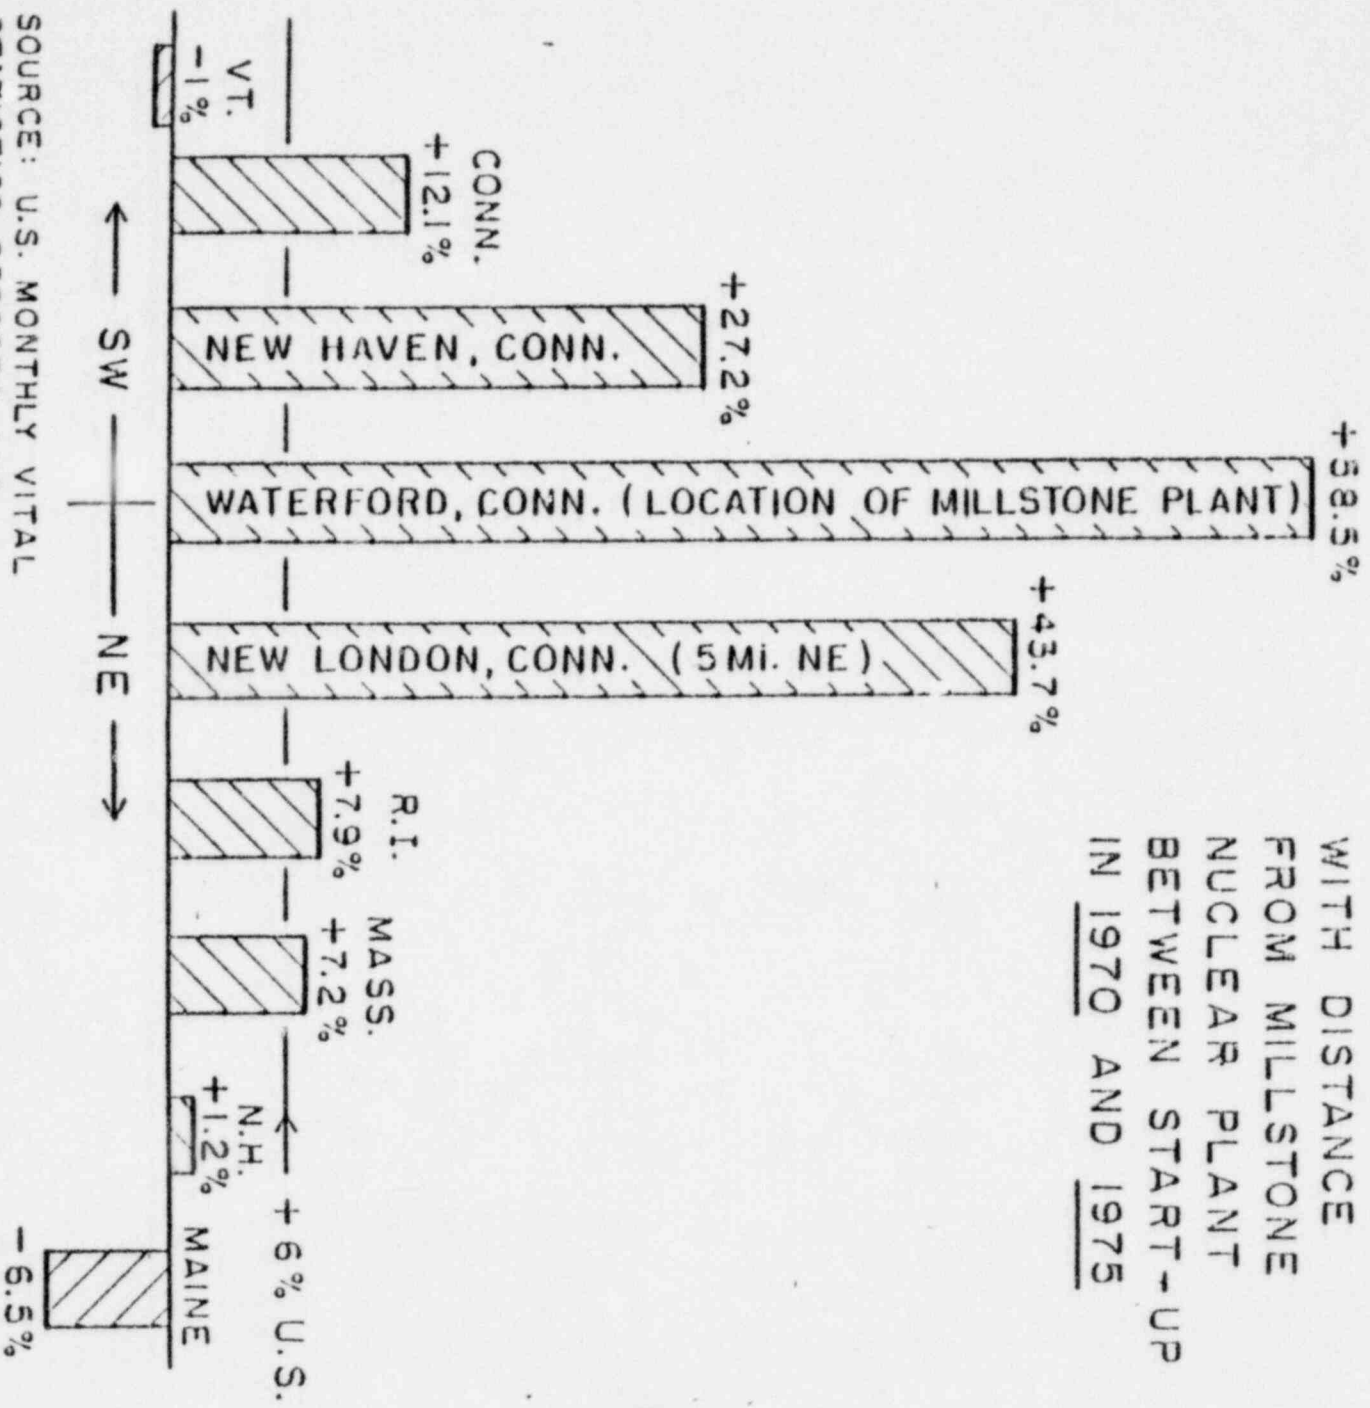 WITH DISTANCE
FROM MILLSTONE
NUCLEAR PLANT
BETWEEN START-UP
IN 1970 AND 1975
+58.5%
+43.7%
+27.2%
CONN.
+12.1%
R.I.
+7.9%
MASS.
+7.2%
VT.
-1%
N.H.
+1.2%
+6% U.S.
MAINE
-6.5%
NEW HAVEN, CONN.
WATERFORD, CONN. (LOCATION OF MILLSTONE PLANT)
NEW LONDON, CONN. (5 Mi. NE)
SW
NE
SOURCE: U.S. MONTHLY VITAL